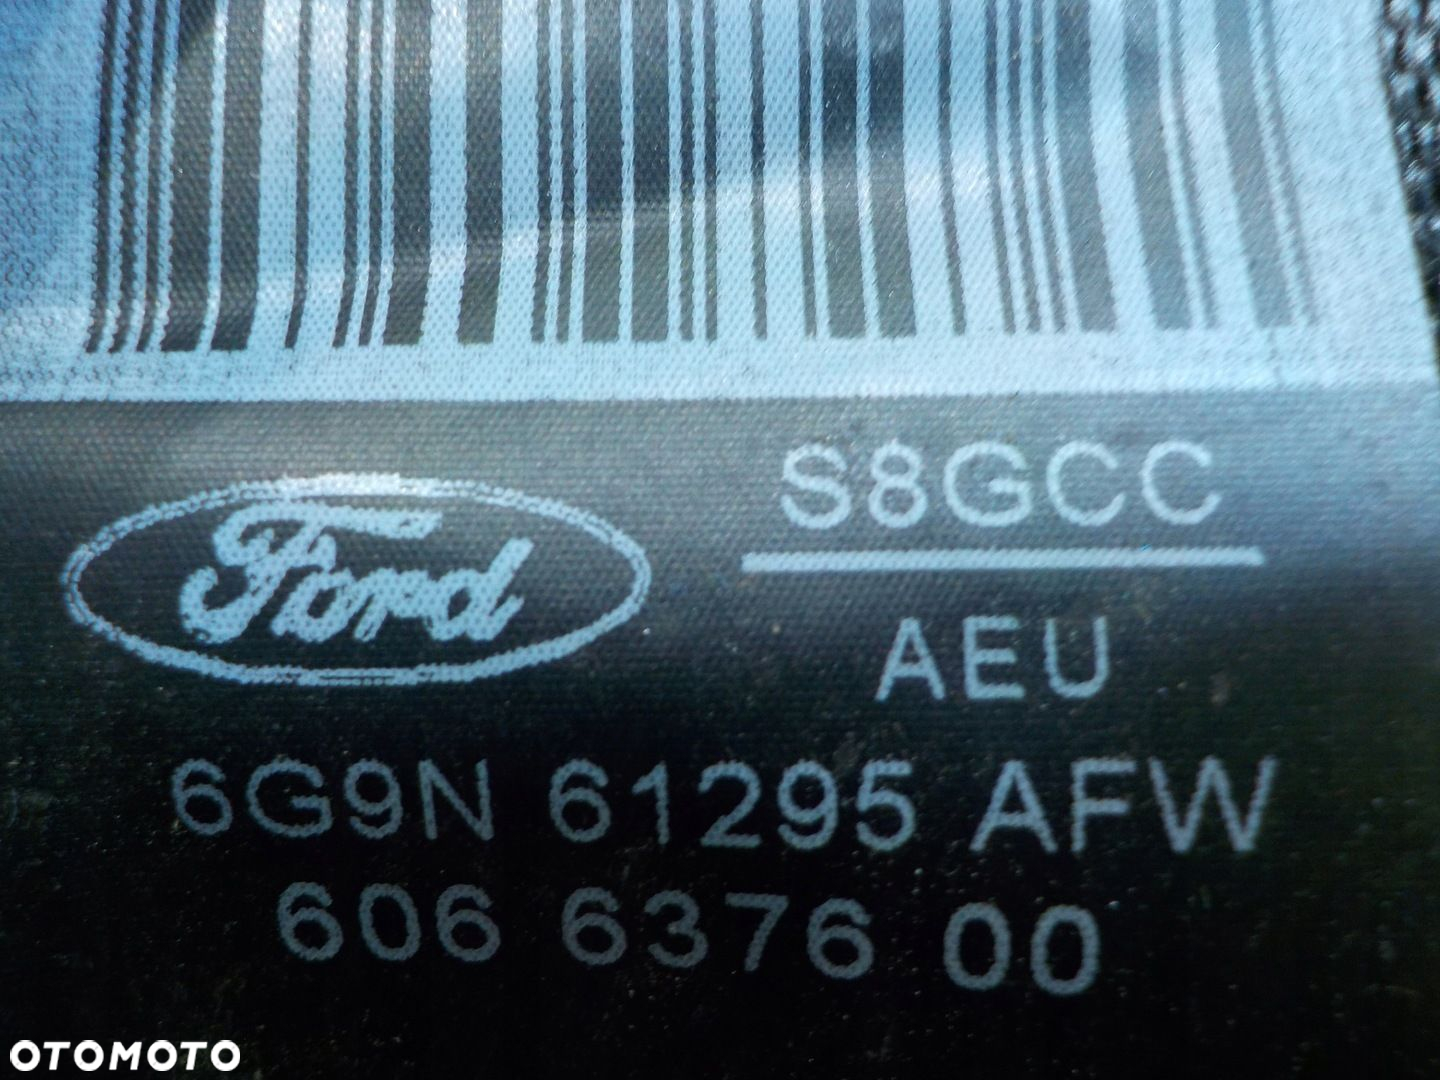 Ford
S8GCC
AEU
6G9N 61295 AFW
606 6376 00
OTOMOTO